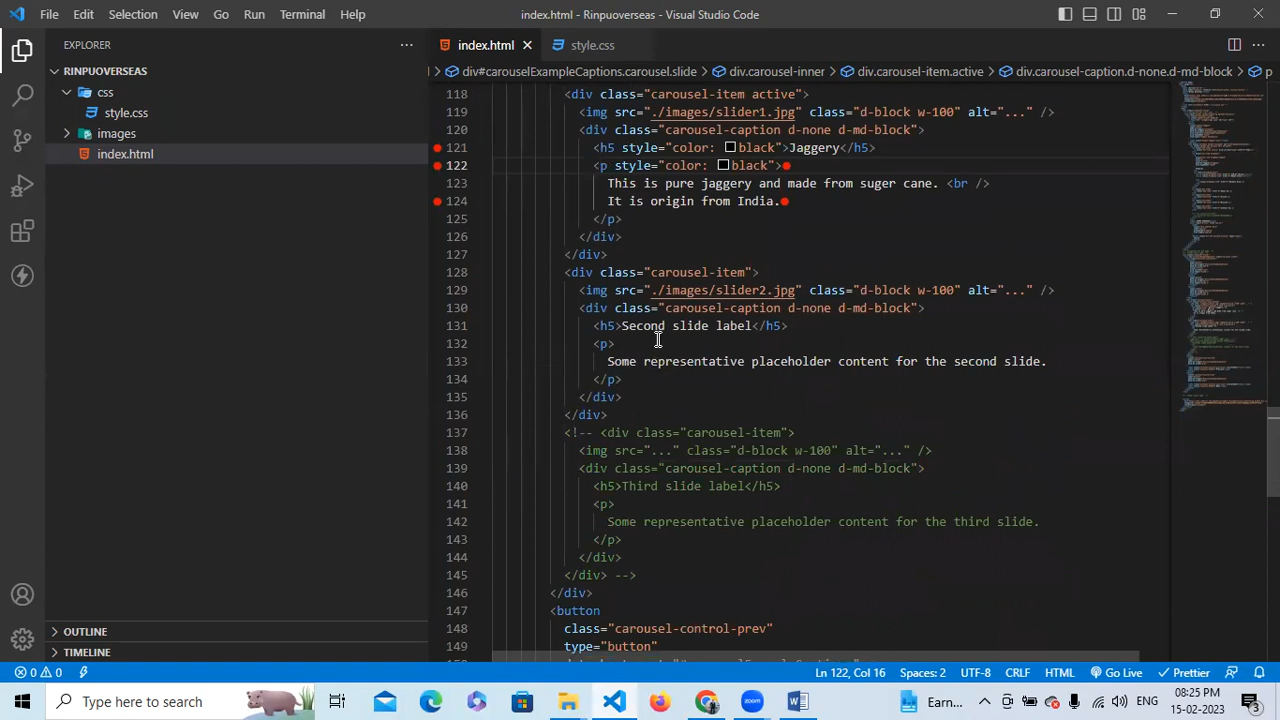 File Edit Selection View Go Run Terminal Help
index.html - Rinpuoverseas - Visual Studio Code
EXPLORER
index.html
style.css
RINPUOVERSEAS
css
style.css
images
index.html
OUTLINE
TIMELINE
div#carouselExampleCaptions.carousel.slide > div.carousel-inner > div.carousel-item.active > div.carousel-caption.d-none.d-md-block > p
118 <div class="carousel-item active">
119 <img src="./images/slider1.jpg" class="d-block w-100" alt="..." />
120 <div class="carousel-caption d-none d-md-block">
121 <h5 style="color: black">Jaggery</h5>
122 <p style="color: black">
123 This is pure jaggery and made from suger cane. <br />
124 It is origin from India.
125 </p>
126 </div>
127 </div>
128 <div class="carousel-item">
129 <img src="./images/slider2.jpg" class="d-block w-100" alt="..." />
130 <div class="carousel-caption d-none d-md-block">
131 <h5>Second slide label</h5>
132 <p>
133 Some representative placeholder content for the second slide.
134 </p>
135 </div>
136 </div>
137 <!-- <div class="carousel-item">
138 <img src="..." class="d-block w-100" alt="..." />
139 <div class="carousel-caption d-none d-md-block">
140 <h5>Third slide label</h5>
141 <p>
142 Some representative placeholder content for the third slide.
143 </p>
144 </div>
145 </div> -->
146 </div>
147 <button
148 class="carousel-control-prev"
149 type="button"
0 0 Ln 122, Col 16 Spaces: 2 UTF-8 CRLF HTML Go Live Prettier
Type here to search
zoom
Earn...
ENG
08:25 PM
15-02-2023
3